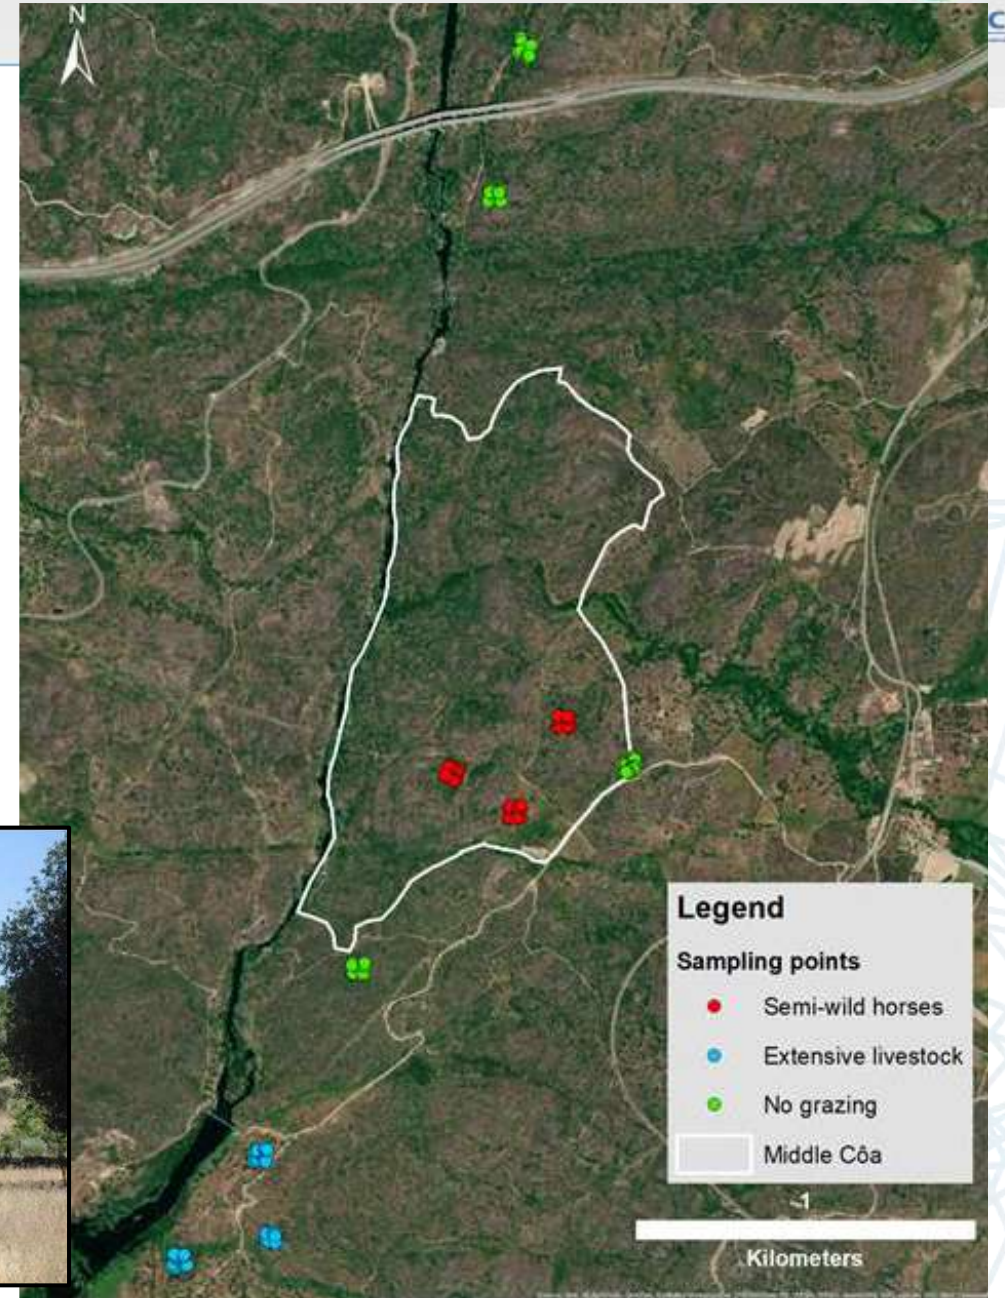 N
C
Legend
Sampling points
Semi-wild horses
Extensive livestock
No grazing
Middle Côa
1
Kilometers